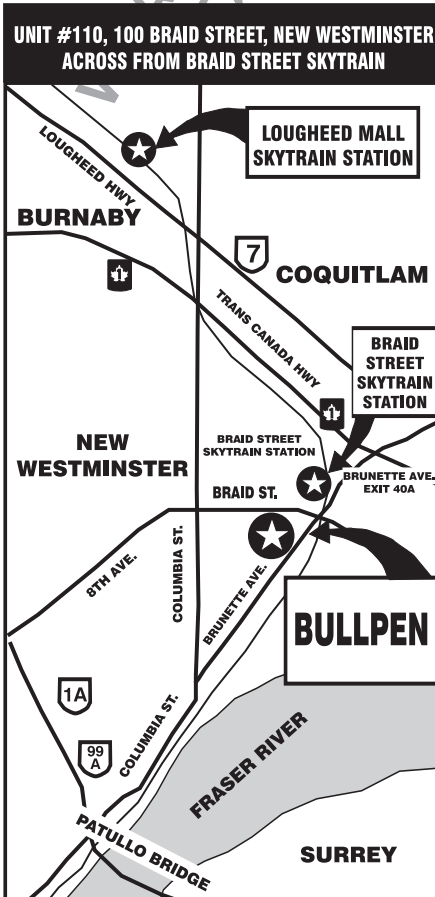 UNIT #110, 100 BRAID STREET, NEW WESTMINSTER
ACROSS FROM BRAID STREET SKYTRAIN
LOUGHEED MALL
SKYTRAIN STATION
LOUGHEED HWY
BURNABY
7
1
COQUITLAM
TRANS CANADA HWY
BRAID
STREET
SKYTRAIN
STATION
1
NEW
WESTMINSTER
BRAID STREET
SKYTRAIN STATION
BRUNETTE AVE.
EXIT 40A
BRAID ST.
8TH AVE.
COLUMBIA ST.
BRUNETTE AVE.
BULLPEN
1A
99
A
COLUMBIA ST.
FRASER RIVER
PATULLO BRIDGE
SURREY